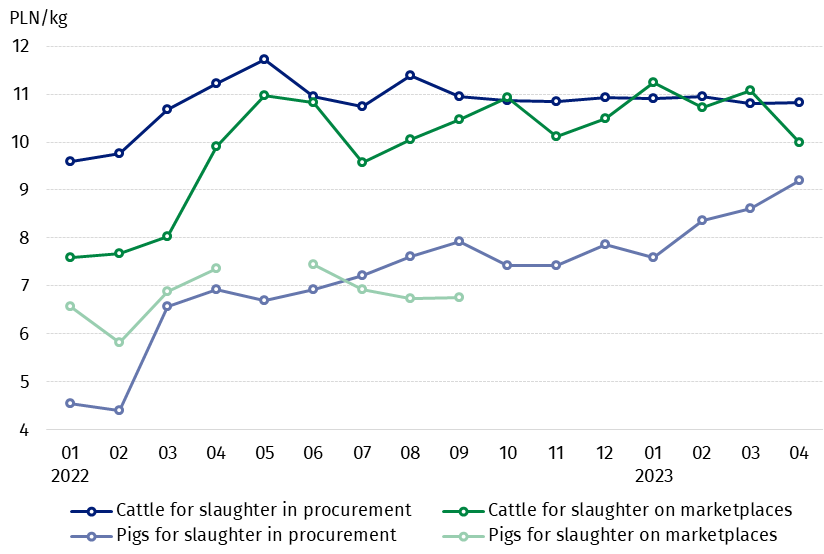 PLN/kg
12
11
10
9
8
7
6
5
4
01 02 03 04 05 06 07 08 09 10 11 12 01 02 03 04
2022 2023
Cattle for slaughter in procurement Cattle for slaughter on marketplaces
Pigs for slaughter in procurement Pigs for slaughter on marketplaces